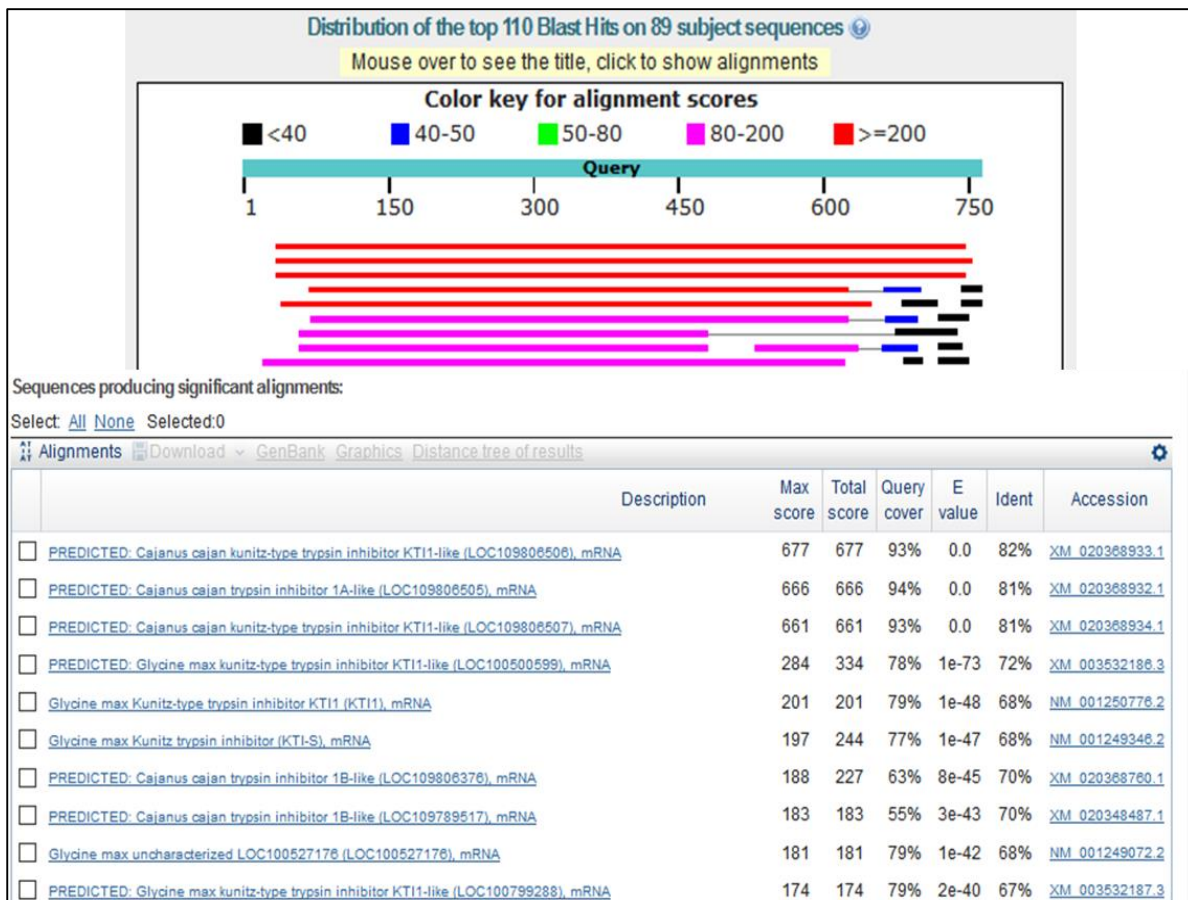 Distribution of the top 110 Blast Hits on 89 subject sequences
Mouse over to see the title, click to show alignments
Color key for alignment scores
<40 40-50 50-80 80-200 >=200
Query
1 150 300 450 600 750
Sequences producing significant alignments:
Select: All None Selected:0
Alignments Download GenBank Graphics Distance tree of results
Description Max score Total score Query cover E value Ident Accession
PREDICTED: Cajanus cajan kunitz-type trypsin inhibitor KTI1-like (LOC109806506), mRNA 677 677 93% 0.0 82% XM_020368933.1
PREDICTED: Cajanus cajan trypsin inhibitor 1A-like (LOC109806505), mRNA 666 666 94% 0.0 81% XM_020368932.1
PREDICTED: Cajanus cajan kunitz-type trypsin inhibitor KTI1-like (LOC109806507), mRNA 661 661 93% 0.0 81% XM_020368934.1
PREDICTED: Glycine max kunitz-type trypsin inhibitor KTI1-like (LOC100500599), mRNA 284 334 78% 1e-73 72% XM_003532186.3
Glycine max Kunitz-type trypsin inhibitor KTI1 (KTI1), mRNA 201 201 79% 1e-48 68% NM_001250776.2
Glycine max Kunitz trypsin inhibitor (KTI-S), mRNA 197 244 77% 1e-47 68% NM_001249346.2
PREDICTED: Cajanus cajan trypsin inhibitor 1B-like (LOC109806376), mRNA 188 227 63% 8e-45 70% XM_020368760.1
PREDICTED: Cajanus cajan trypsin inhibitor 1B-like (LOC109789517), mRNA 183 183 55% 3e-43 70% XM_020348487.1
Glycine max uncharacterized LOC100527176 (LOC100527176), mRNA 181 181 79% 1e-42 68% NM_001249072.2
PREDICTED: Glycine max kunitz-type trypsin inhibitor KTI1-like (LOC100799288), mRNA 174 174 79% 2e-40 67% XM_003532187.3